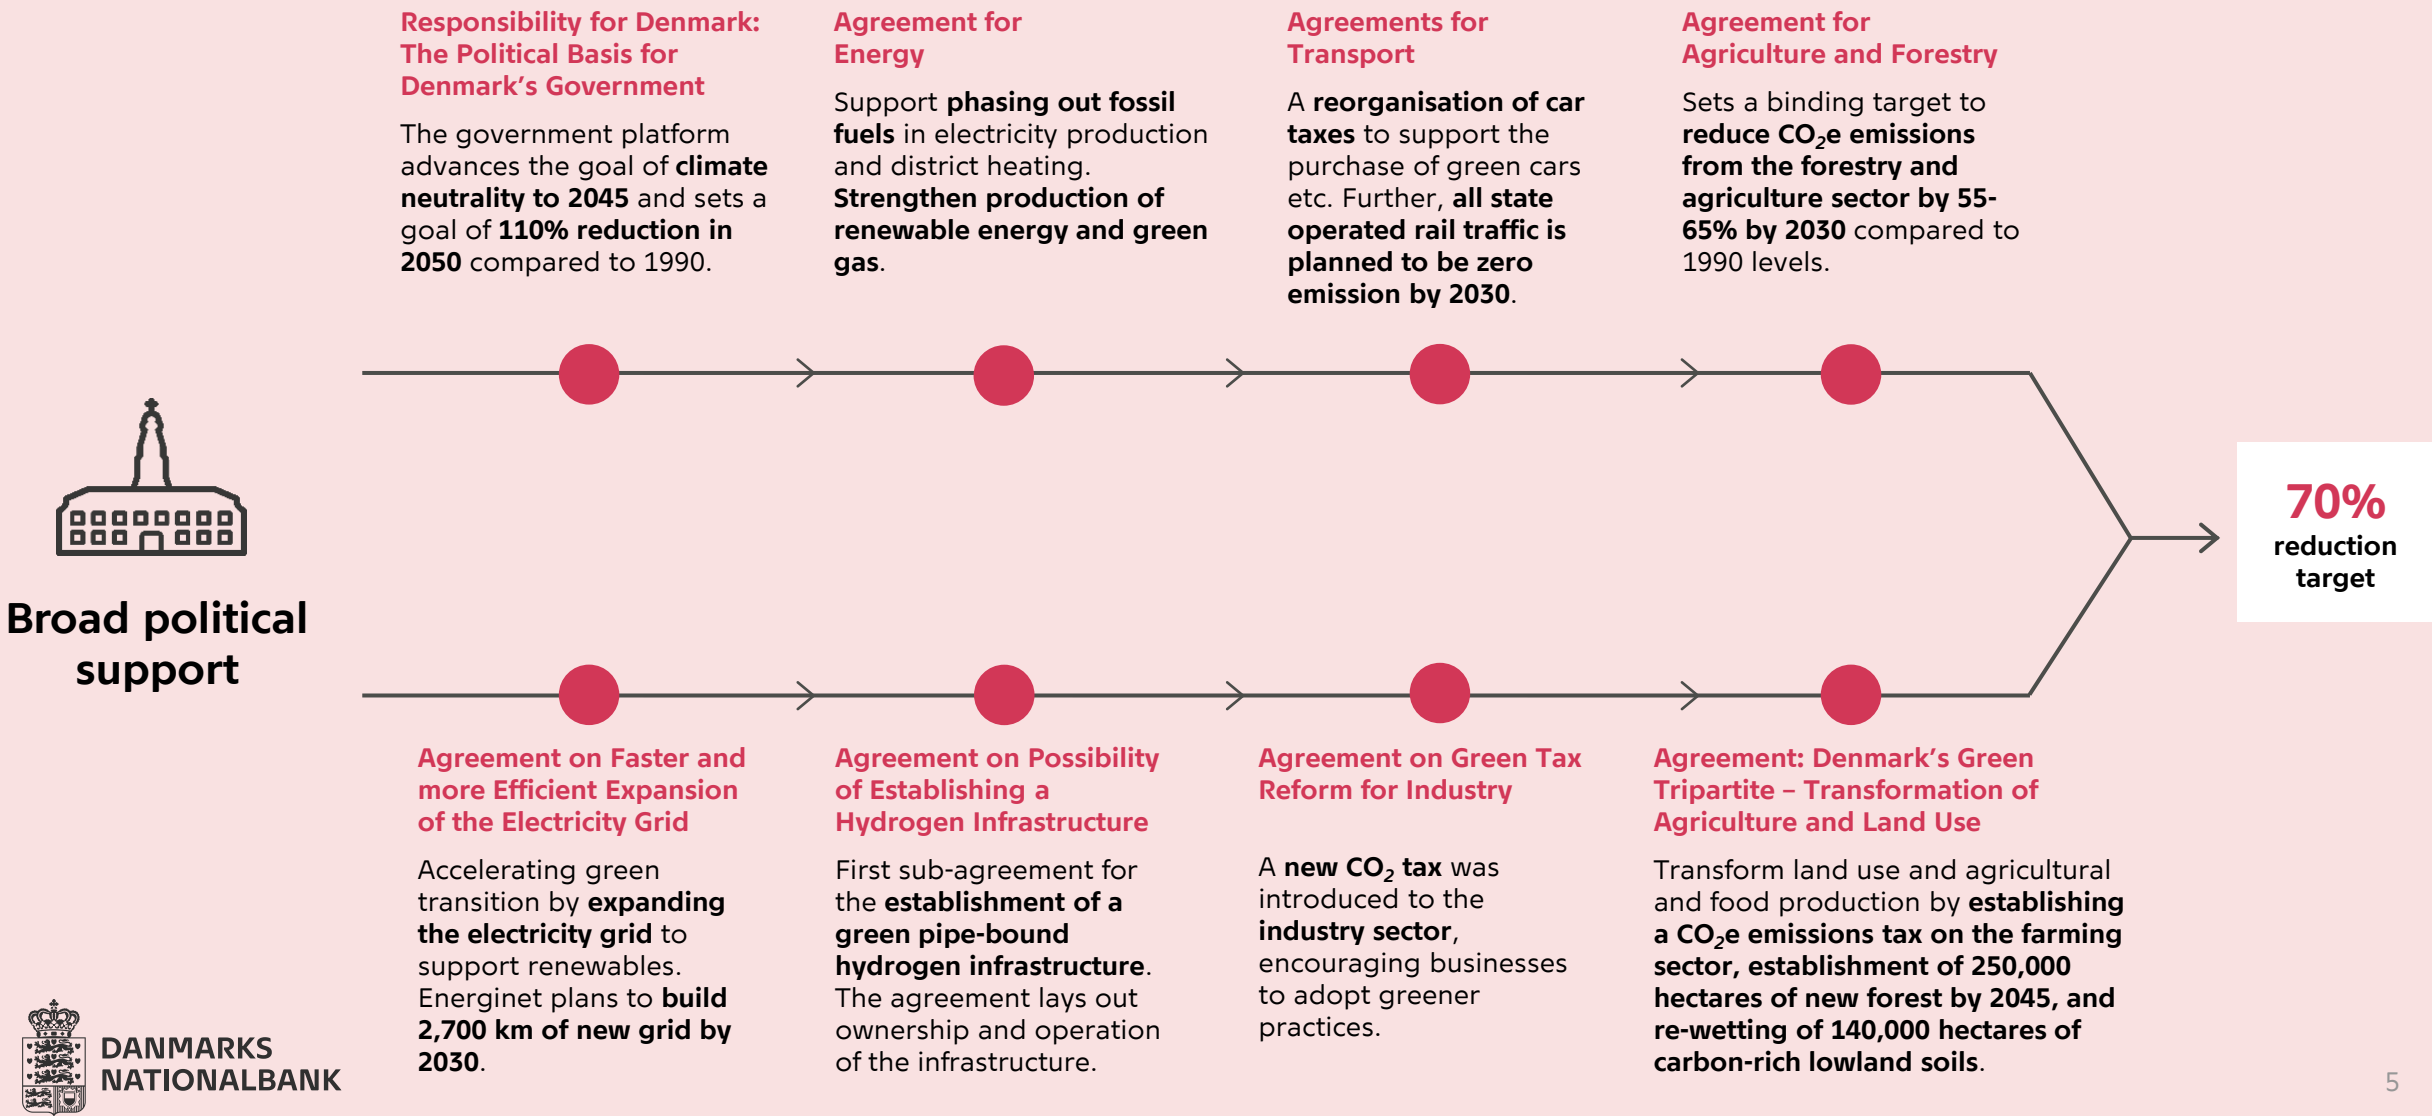 Responsibility for Denmark:
The Political Basis for
Denmark's Government
The government platform
advances the goal of climate
neutrality to 2045 and sets a
goal of 110% reduction in
2050 compared to 1990.
Agreement for
Energy
Support phasing out fossil
fuels in electricity production
and district heating.
Strengthen production of
renewable energy and green
gas.
Agreements for
Transport
A reorganisation of car
taxes to support the
purchase of green cars
etc. Further, all state
operated rail traffic is
planned to be zero
emission by 2030.
Agreement for
Agriculture and Forestry
Sets a binding target to
reduce CO₂e emissions
from the forestry and
agriculture sector by 55-
65% by 2030 compared to
1990 levels.
Broad political
support
70%
reduction
target
Agreement on Faster and
more Efficient Expansion
of the Electricity Grid
Accelerating green
transition by expanding
the electricity grid to
support renewables.
Energinet plans to build
2,700 km of new grid by
2030.
Agreement on Possibility
of Establishing a
Hydrogen Infrastructure
First sub-agreement for
the establishment of a
green pipe-bound
hydrogen infrastructure.
The agreement lays out
ownership and operation
of the infrastructure.
Agreement on Green Tax
Reform for Industry
A new CO₂ tax was
introduced to the
industry sector,
encouraging businesses
to adopt greener
practices.
Agreement: Denmark's Green
Tripartite – Transformation of
Agriculture and Land Use
Transform land use and agricultural
and food production by establishing
a CO₂e emissions tax on the farming
sector, establishment of 250,000
hectares of new forest by 2045, and
re-wetting of 140,000 hectares of
carbon-rich lowland soils.
DANMARKS
NATIONALBANK
5